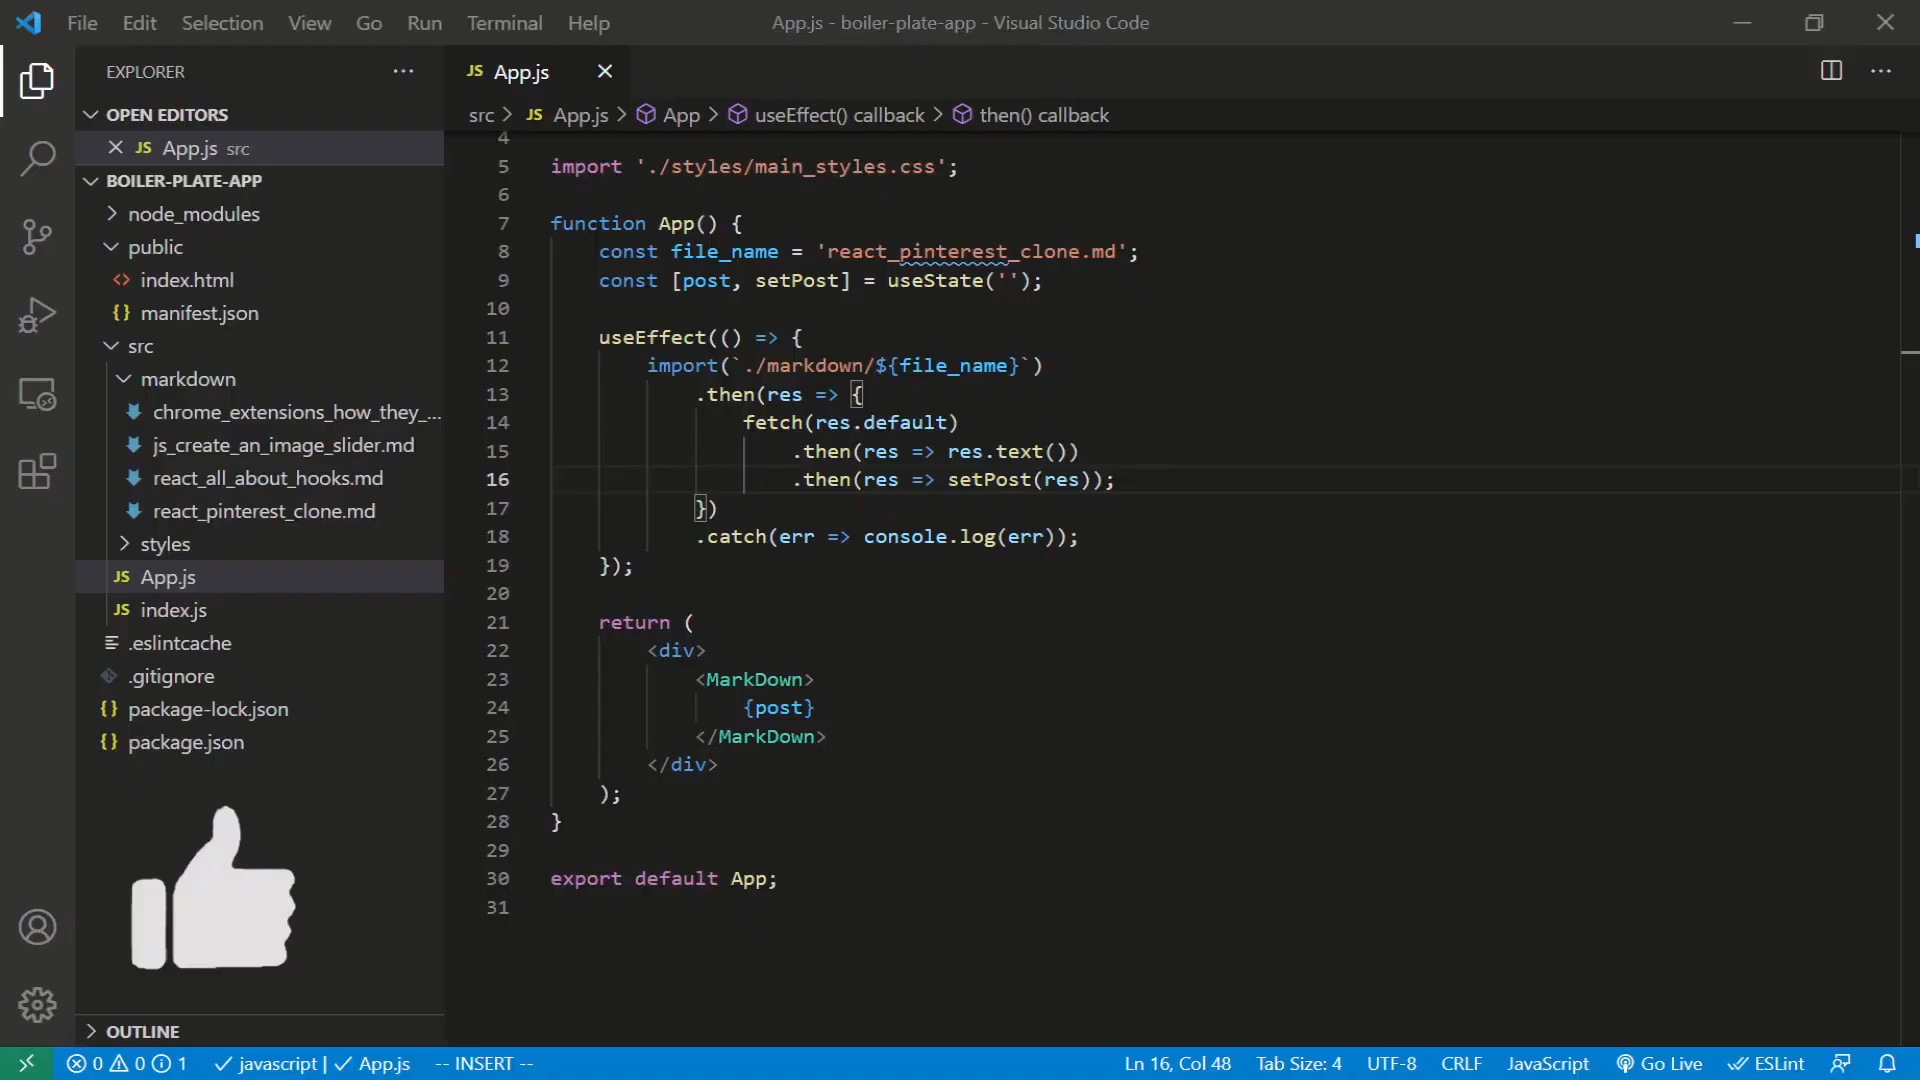 File Edit Selection View Go Run Terminal Help App.js - boiler-plate-app - Visual Studio Code
EXPLORER
OPEN EDITORS
JS App.js src
BOILER-PLATE-APP
node_modules
public
<> index.html
{} manifest.json
src
markdown
chrome_extensions_how_they_...
js_create_an_image_slider.md
react_all_about_hooks.md
react_pinterest_clone.md
styles
JS App.js
JS index.js
.eslintcache
.gitignore
{} package-lock.json
{} package.json
OUTLINE
JS App.js
src > JS App.js > App > useEffect() callback > then() callback
4
5 import './styles/main_styles.css';
6
7 function App() {
8 const file_name = 'react_pinterest_clone.md';
9 const [post, setPost] = useState('');
10
11 useEffect(() => {
12 import(`./markdown/${file_name}`)
13 .then(res => {
14 fetch(res.default)
15 .then(res => res.text())
16 .then(res => setPost(res));
17 })
18 .catch(err => console.log(err));
19 });
20
21 return (
22 <div>
23 <MarkDown>
24 {post}
25 </MarkDown>
26 </div>
27 );
28 }
29
30 export default App;
31
0 0 1 javascript | App.js -- INSERT -- Ln 16, Col 48 Tab Size: 4 UTF-8 CRLF JavaScript Go Live ESLint